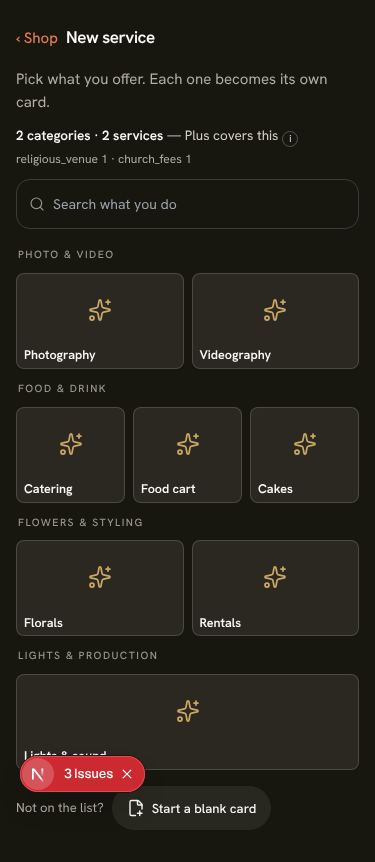 ‹ Shop New service
Pick what you offer. Each one becomes its own
card.
2 categories · 2 services — Plus covers this i
religious_venue 1 · church_fees 1
Search what you do
PHOTO & VIDEO
Photography Videography
FOOD & DRINK
Catering Food cart Cakes
FLOWERS & STYLING
Florals Rentals
LIGHTS & PRODUCTION
Lights & sound
N 3 Issues
Not on the list? Start a blank card